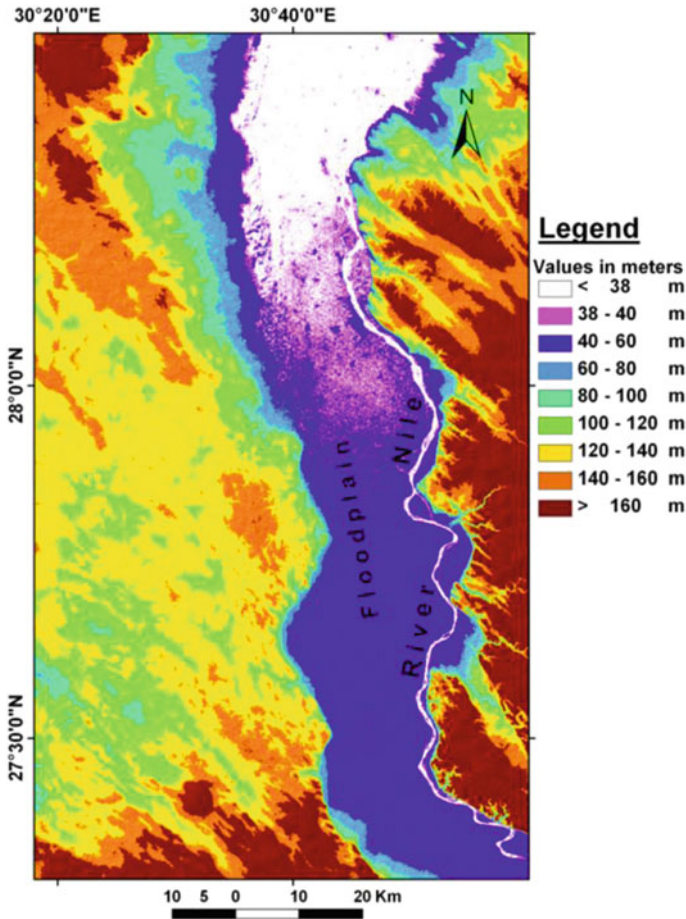 30°20'0"E 30°40'0"E
N
Legend
Values in meters
< 38 m
38 - 40 m
40 - 60 m
60 - 80 m
80 - 100 m
100 - 120 m
120 - 140 m
140 - 160 m
> 160 m
28°0'0"N
Nile
Floodplain
River
27°30'0"N
10 5 0 10 20 Km